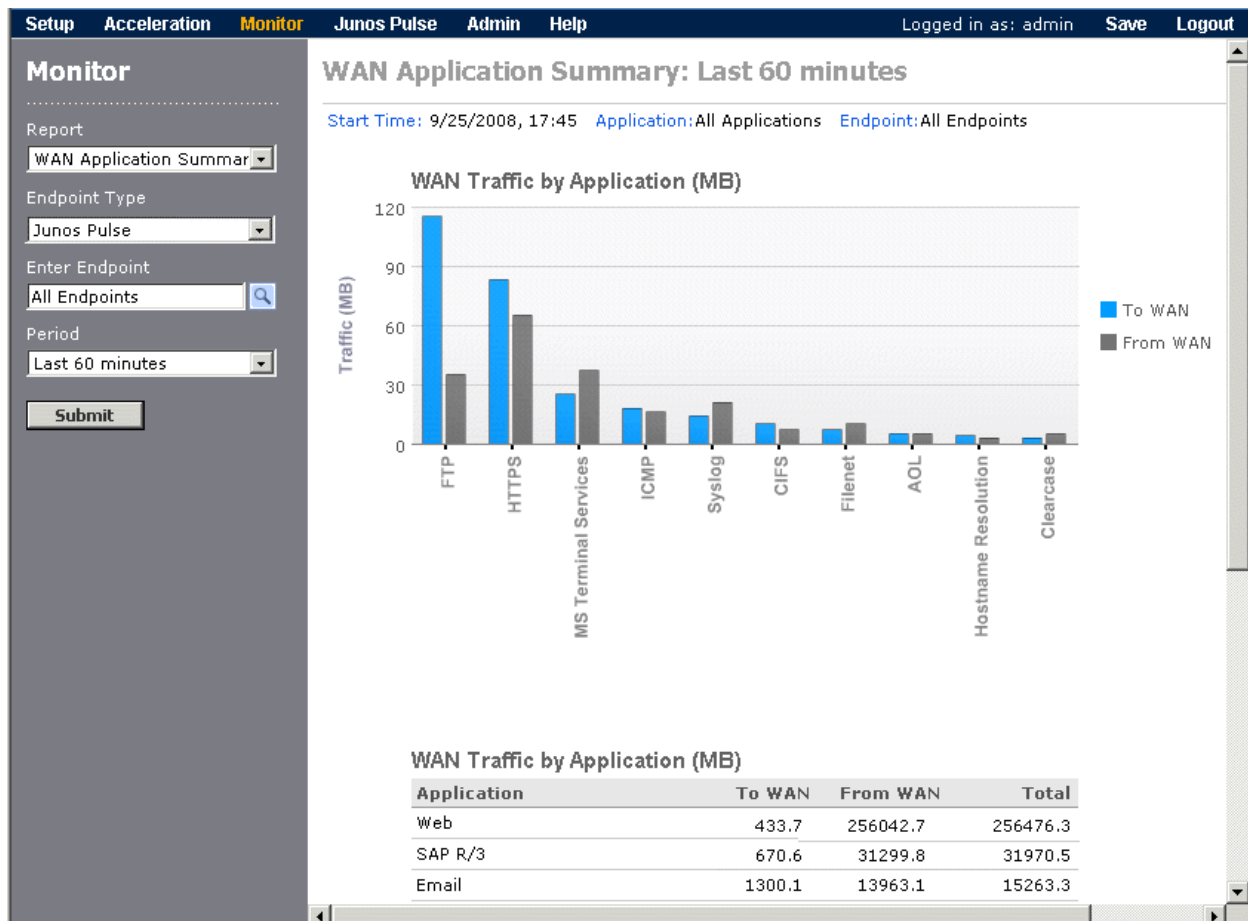 Setup Acceleration Monitor Junos Pulse Admin Help Logged in as: admin Save Logout
Monitor
Report
WAN Application Summar
Endpoint Type
Junos Pulse
Enter Endpoint
All Endpoints
Period
Last 60 minutes
Submit
WAN Application Summary: Last 60 minutes
Start Time: 9/25/2008, 17:45 Application:All Applications Endpoint:All Endpoints
WAN Traffic by Application (MB)
Traffic (MB)
120
90
60
30
0
FTP
HTTPS
MS Terminal Services
ICMP
Syslog
CIFS
Filenet
AOL
Hostname Resolution
Clearcase
To WAN
From WAN
WAN Traffic by Application (MB)
Application To WAN From WAN Total
Web 433.7 256042.7 256476.3
SAP R/3 670.6 31299.8 31970.5
Email 1300.1 13963.1 15263.3